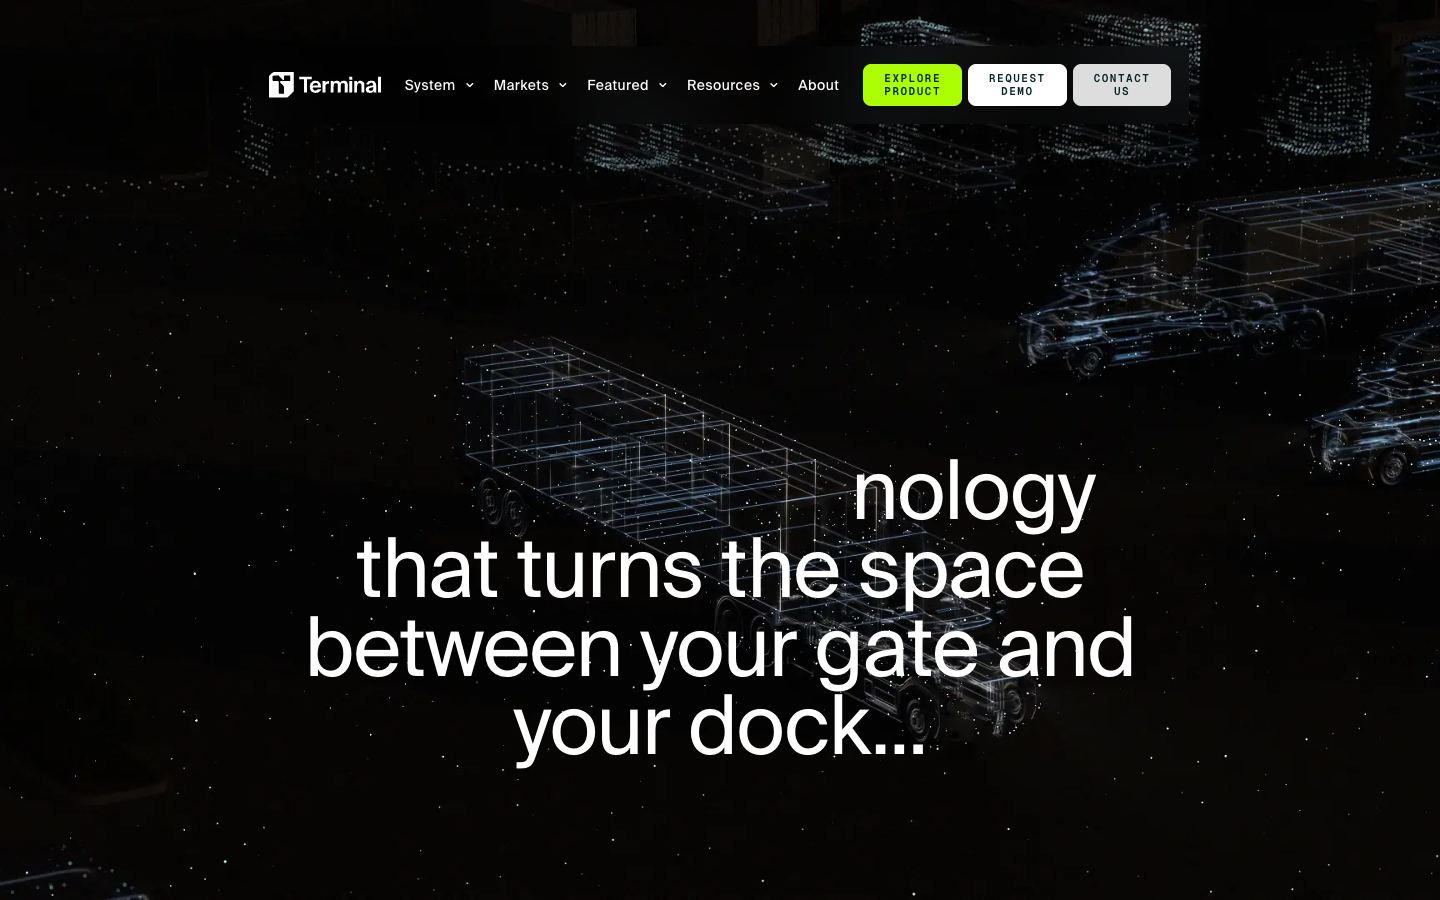 Terminal
System
Markets
Featured
Resources
About
EXPLORE
PRODUCT
REQUEST
DEMO
CONTACT
US
nology
that turns the space
between your gate and
your dock...